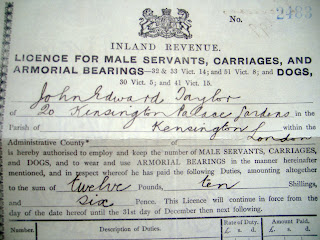 No. 2483
INLAND REVENUE.
LICENCE FOR MALE SERVANTS, CARRIAGES, AND
ARMORIAL BEARINGS—32 & 33 Vict. 14; and 51 Vict. 8; and DOGS,
30 Vict. 5; and 41 Vict. 15.
John Edward Taylor
of 20 Kensington Palace Gardens in the
Parish of Kensington within the
Administrative County* of London
is hereby authorised to employ and keep the number of MALE SERVANTS, CARRIAGES,
and DOGS, and to wear and use ARMORIAL BEARINGS in the manner hereinafter
mentioned, and in respect whereof he has paid the following Duties, amounting altogether
to the sum of twelve Pounds, ten Shillings,
and six Pence. This Licence will continue in force from
the day of the date hereof until the 31st day of December then next following.
Number Description of Duties. Rate of Duty. Amount Paid.
£ s. d. £ s. d.